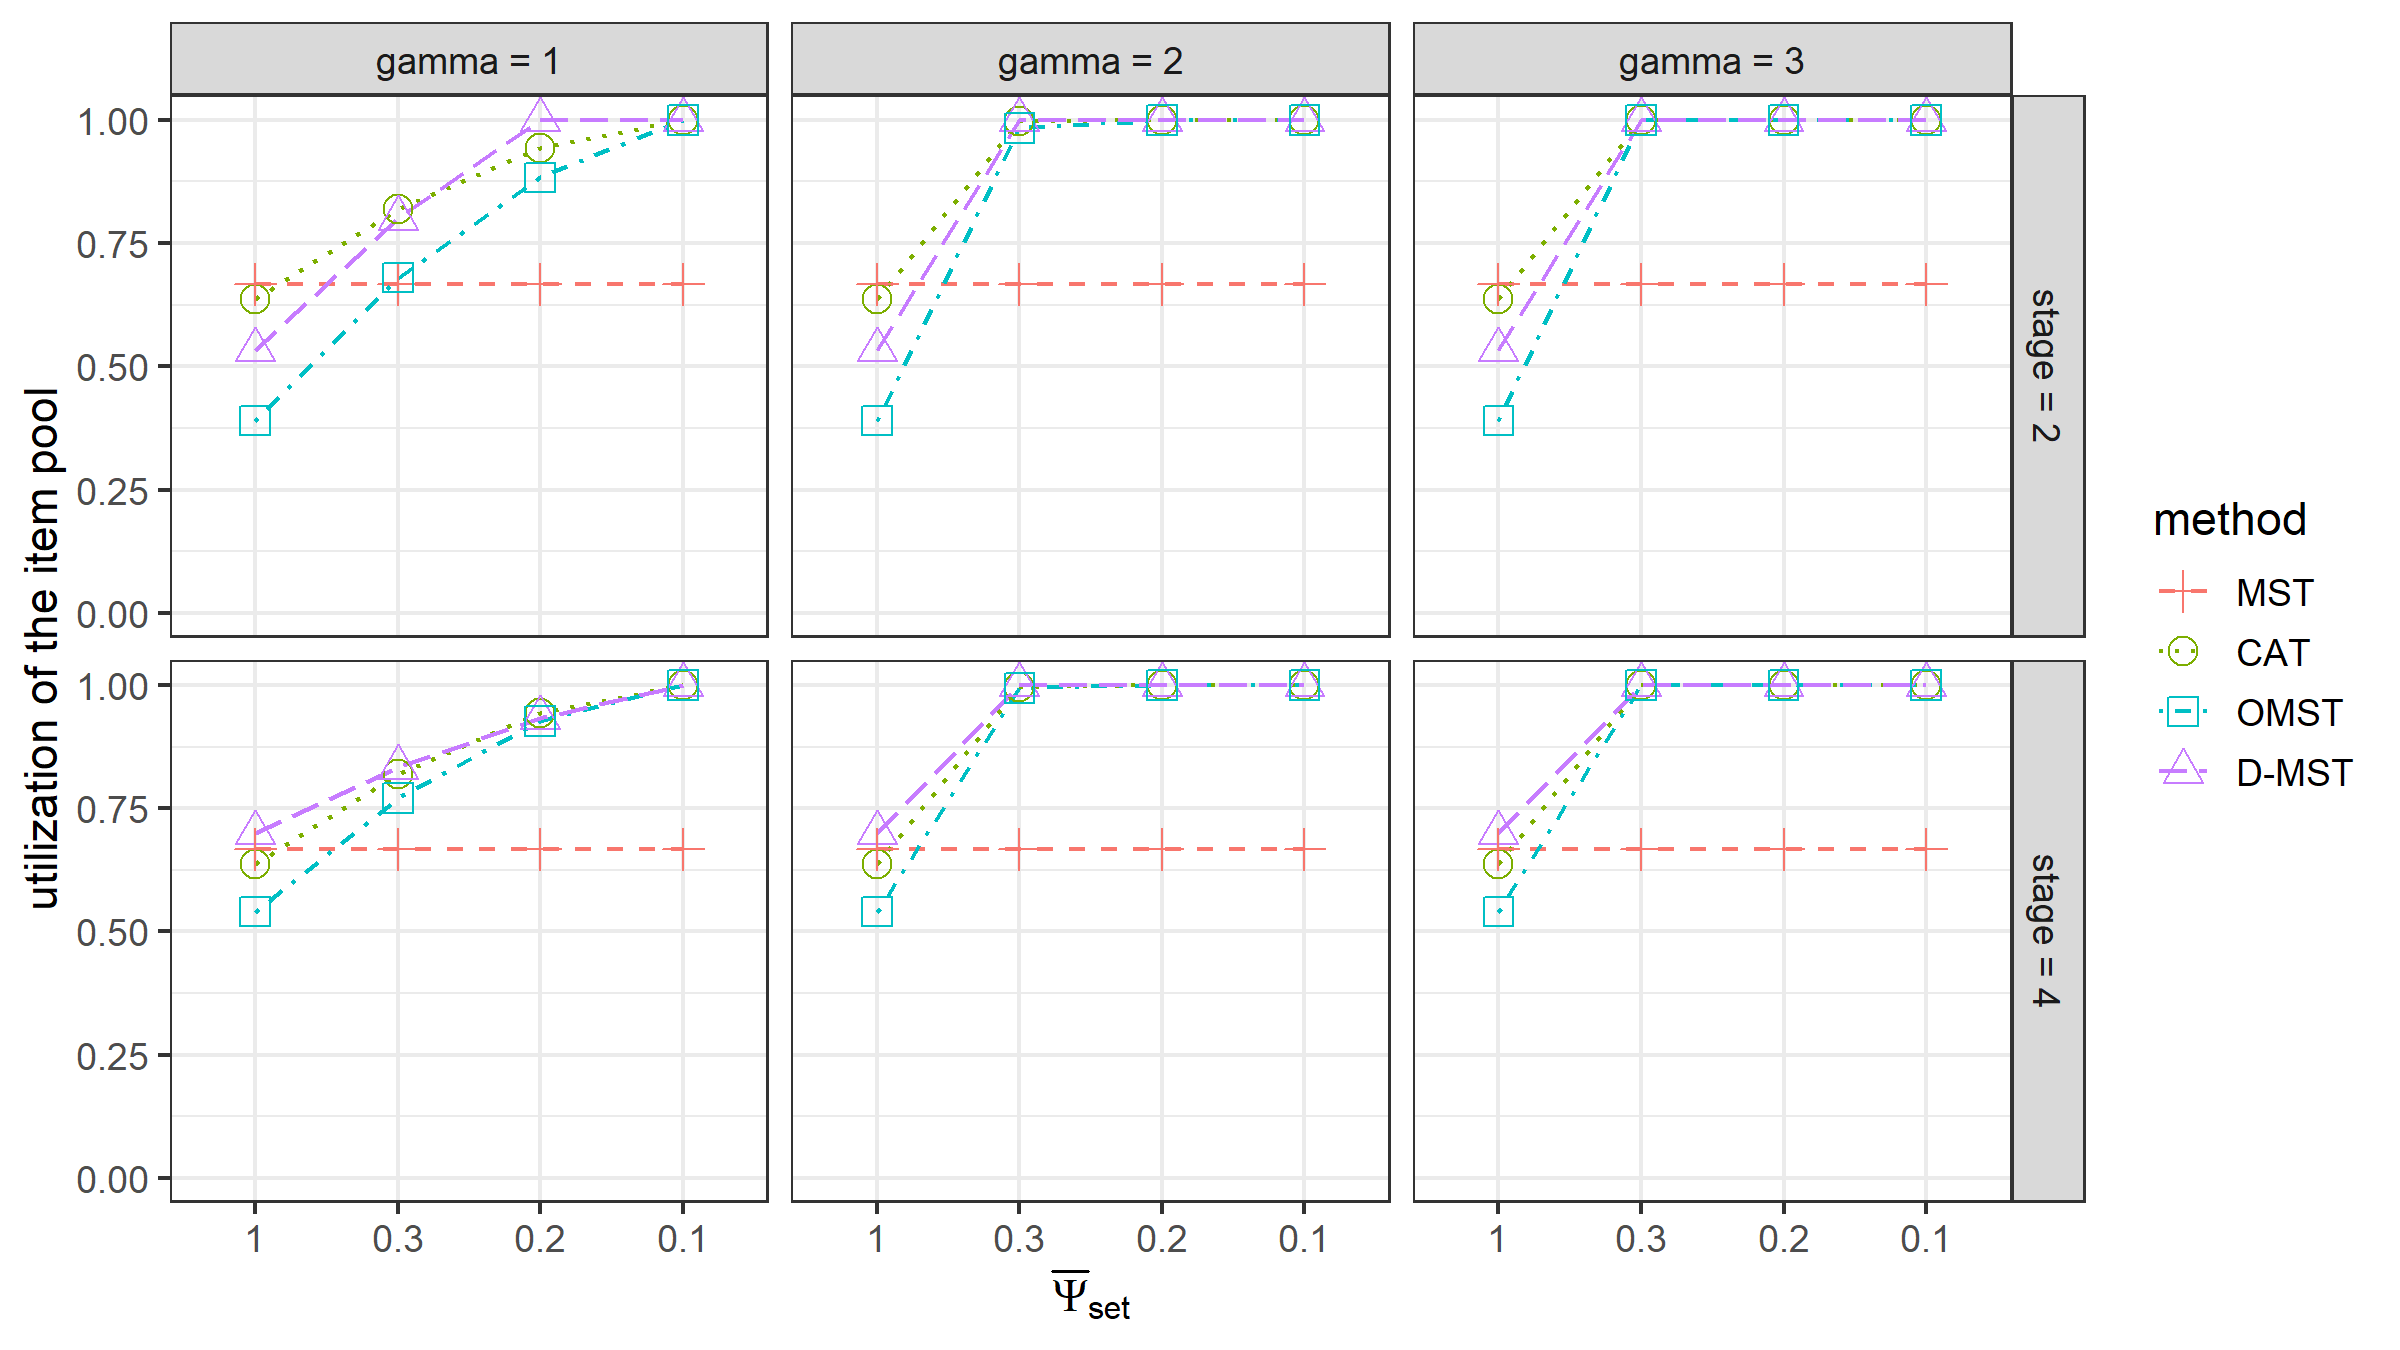 gamma = 1
gamma = 2
gamma = 3
1.00
0.75
0.50
0.25
0.00
stage = 2
1.00
0.75
0.50
0.25
0.00
stage = 4
1 0.3 0.2 0.1
1 0.3 0.2 0.1
1 0.3 0.2 0.1
utilization of the item pool
Ψ̅set
method
MST
CAT
OMST
D-MST